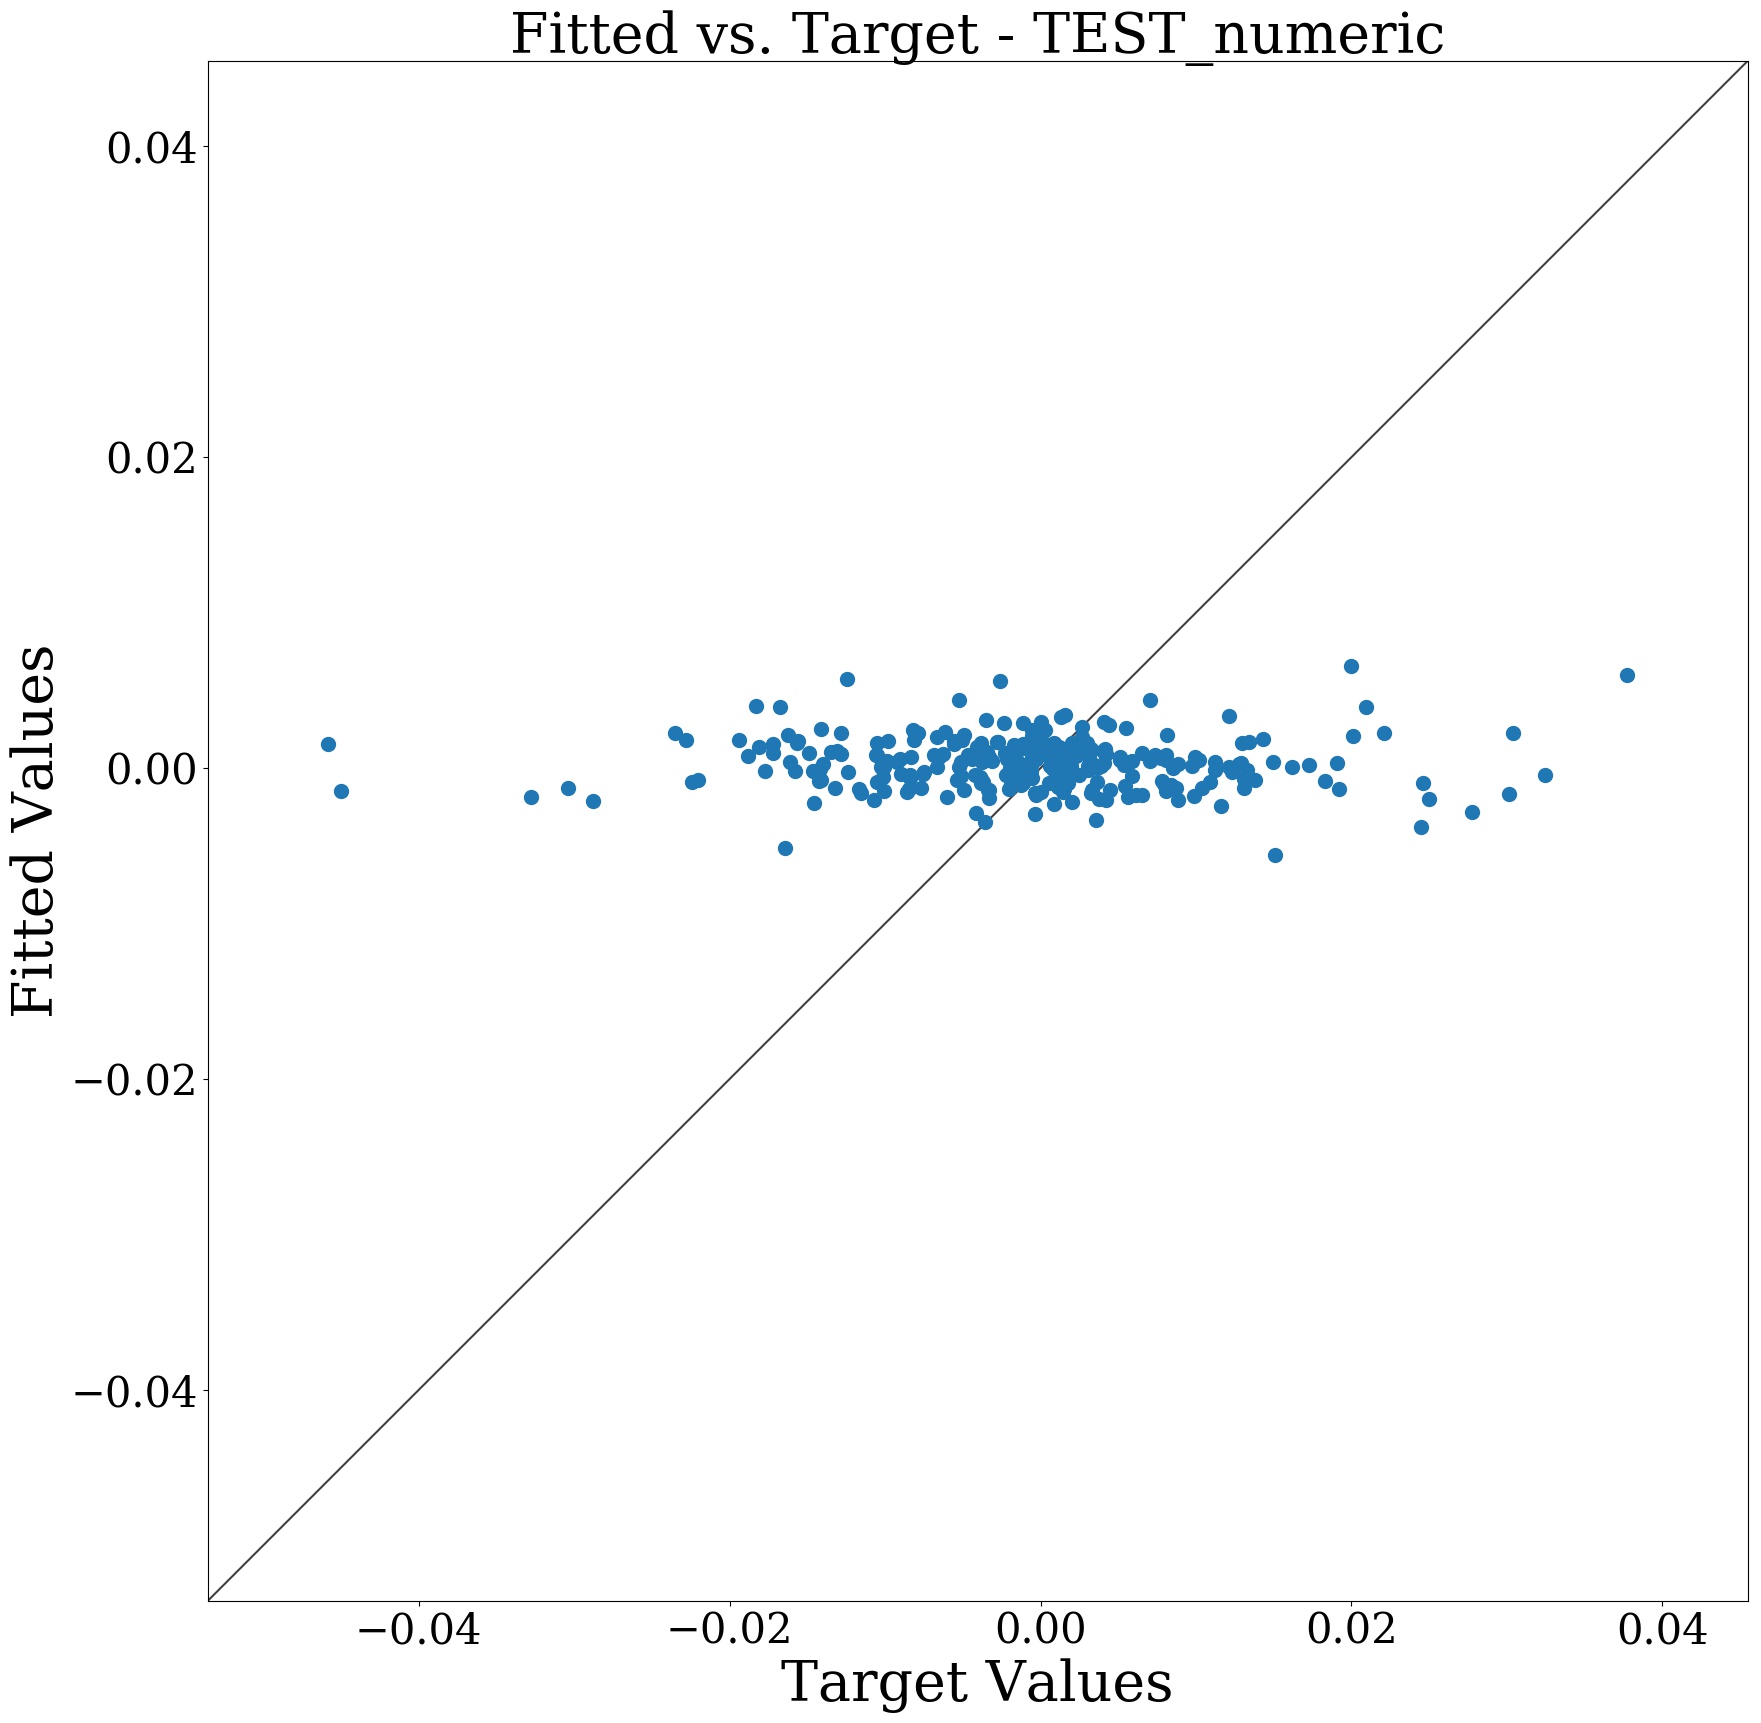 Fitted vs. Target - TEST_numeric
0.04
0.02
0.00
−0.02
−0.04
Fitted Values
−0.04 −0.02 0.00 0.02 0.04
Target Values